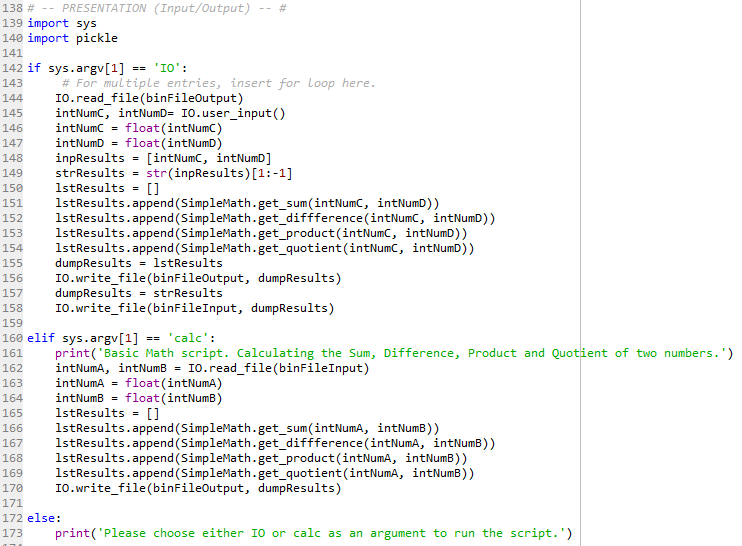 138 # -- PRESENTATION (Input/Output) -- #
139 import sys
140 import pickle
141
142 if sys.argv[1] == 'IO':
143     # For multiple entries, insert for loop here.
144    IO.read_file(binFileOutput)
145    intNumC, intNumD= IO.user_input()
146    intNumC = float(intNumC)
147    intNumD = float(intNumD)
148    inpResults = [intNumC, intNumD]
149    strResults = str(inpResults)[1:-1]
150    lstResults = []
151    lstResults.append(SimpleMath.get_sum(intNumC, intNumD))
152    lstResults.append(SimpleMath.get_diffference(intNumC, intNumD))
153    lstResults.append(SimpleMath.get_product(intNumC, intNumD))
154    lstResults.append(SimpleMath.get_quotient(intNumC, intNumD))
155    dumpResults = lstResults
156    IO.write_file(binFileOutput, dumpResults)
157    dumpResults = strResults
158    IO.write_file(binFileInput, dumpResults)
159
160 elif sys.argv[1] == 'calc':
161    print('Basic Math script. Calculating the Sum, Difference, Product and Quotient of two numbers.')
162    intNumA, intNumB = IO.read_file(binFileInput)
163    intNumA = float(intNumA)
164    intNumB = float(intNumB)
165    lstResults = []
166    lstResults.append(SimpleMath.get_sum(intNumA, intNumB))
167    lstResults.append(SimpleMath.get_diffference(intNumA, intNumB))
168    lstResults.append(SimpleMath.get_product(intNumA, intNumB))
169    lstResults.append(SimpleMath.get_quotient(intNumA, intNumB))
170    IO.write_file(binFileOutput, dumpResults)
171
172 else:
173    print('Please choose either IO or calc as an argument to run the script.')